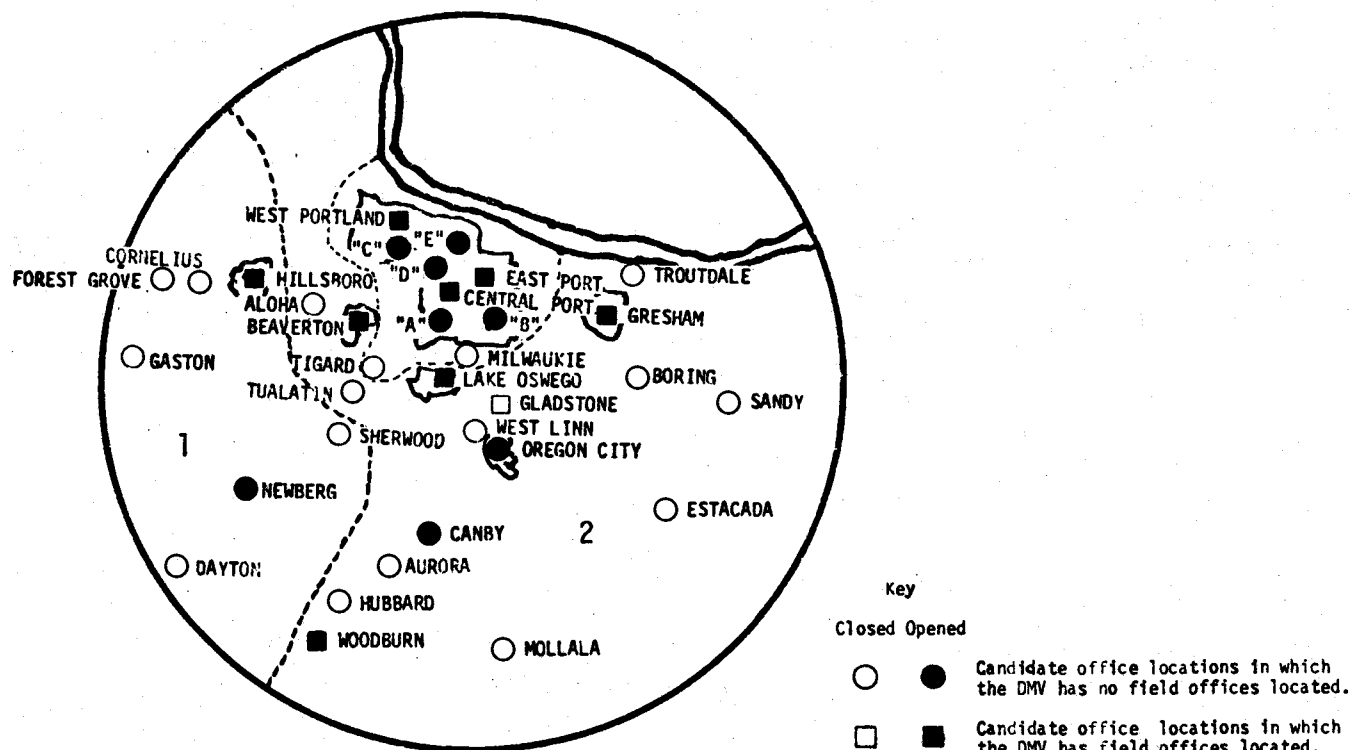 WEST PORTLAND
"C"
"E"
CORNELIUS
FOREST GROVE
HILLSBORO
"D"
EAST PORT
TROUTDALE
ALOHA
CENTRAL PORT
GRESHAM
BEAVERTON
"A"
"B"
GASTON
TIGARD
MILWAUKIE
TUALATIN
LAKE OSWEGO
BORING
GLADSTONE
SANDY
1
SHERWOOD
WEST LINN
OREGON CITY
NEWBERG
ESTACADA
CANBY
2
DAYTON
AURORA
HUBBARD
WOODBURN
MOLLALA
Key
Closed Opened
Candidate office locations in which
the DMV has no field offices located.
Candidate office locations in which
the DMV has field offices located.